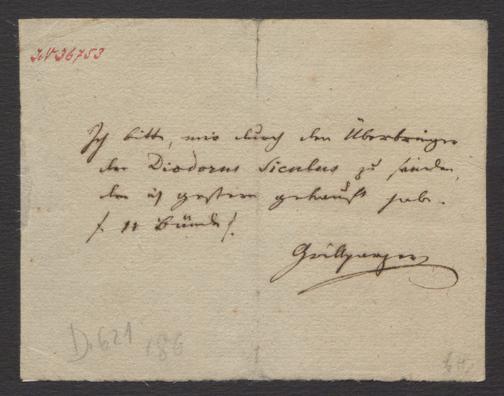 IN 36753
Ich bitte, mir durch den Überbringer
den Diodorus Siculus zu senden,
den ich gestern gekauft habe.
/: 11 Bände :/
Grillparzer
D. 621
186